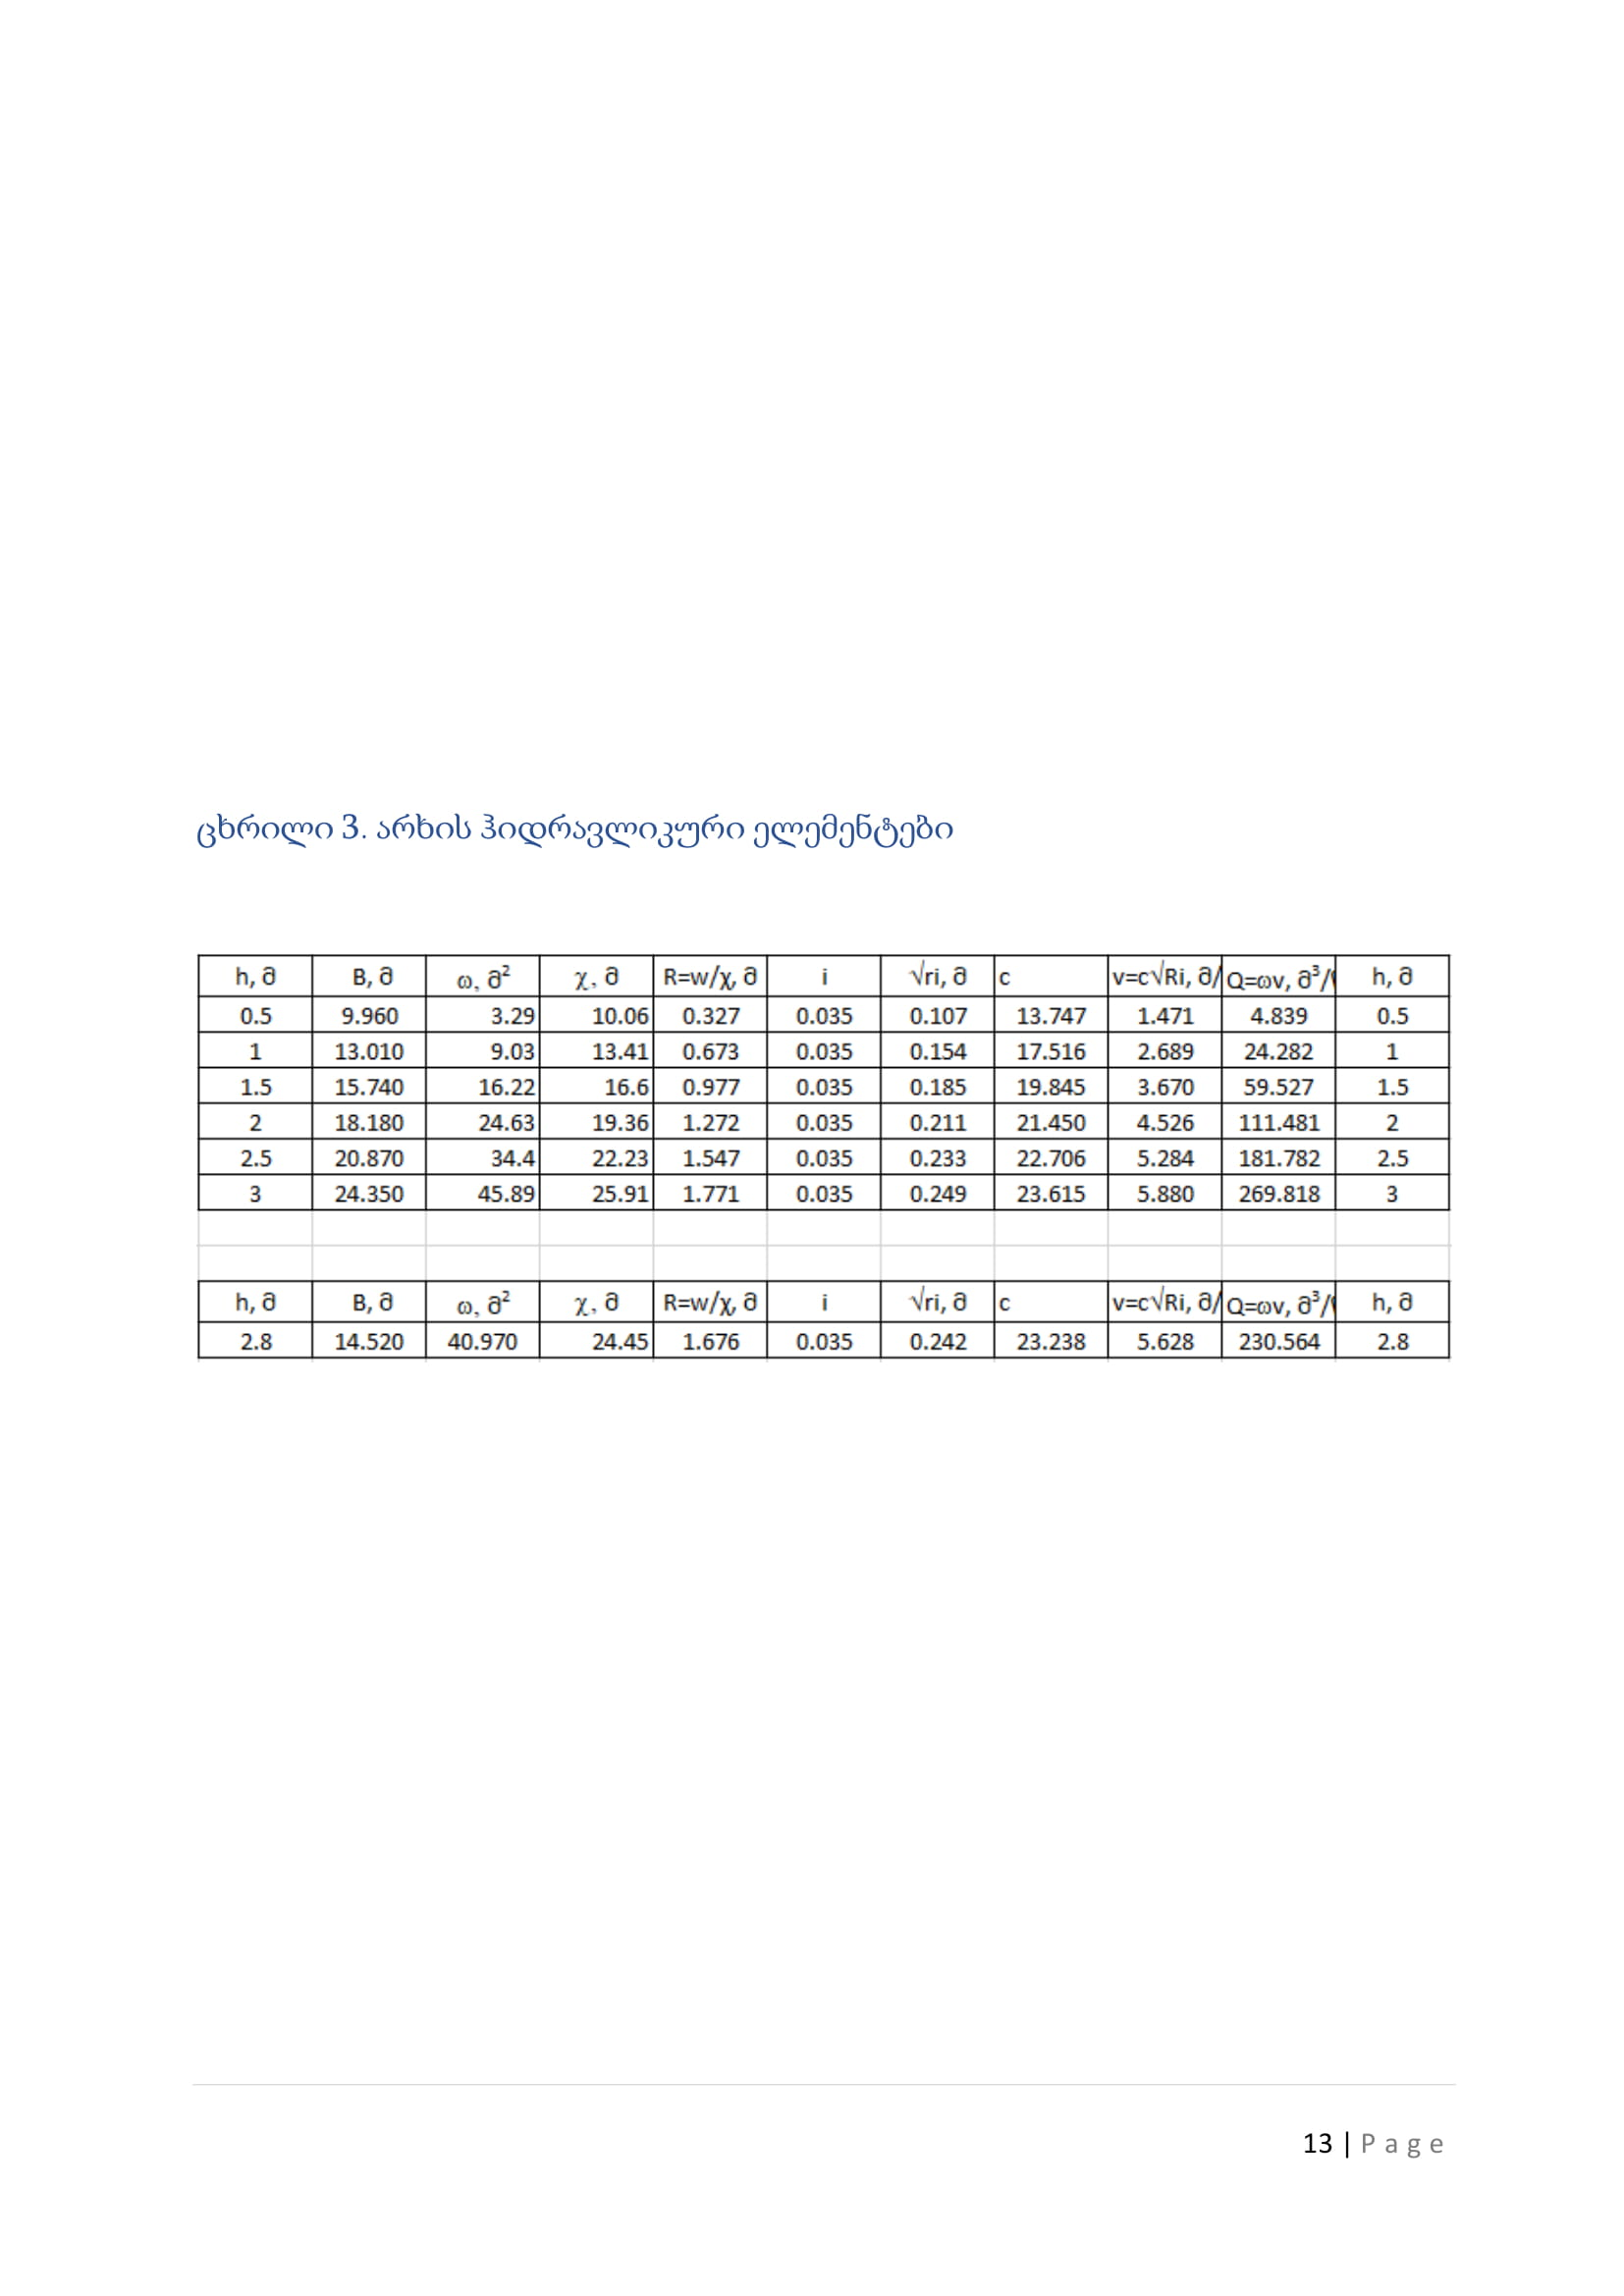 ცხრილი 3. არხის ჰიდრავლიკური ელემენტები
h, მ B, მ ω, მ² χ, მ R=w/χ, მ i √ri, მ c v=c√Ri, მ/ Q=ωv, მ³/ h, მ
0.5 9.960 3.29 10.06 0.327 0.035 0.107 13.747 1.471 4.839 0.5
1 13.010 9.03 13.41 0.673 0.035 0.154 17.516 2.689 24.282 1
1.5 15.740 16.22 16.6 0.977 0.035 0.185 19.845 3.670 59.527 1.5
2 18.180 24.63 19.36 1.272 0.035 0.211 21.450 4.526 111.481 2
2.5 20.870 34.4 22.23 1.547 0.035 0.233 22.706 5.284 181.782 2.5
3 24.350 45.89 25.91 1.771 0.035 0.249 23.615 5.880 269.818 3
h, მ B, მ ω, მ² χ, მ R=w/χ, მ i √ri, მ c v=c√Ri, მ/ Q=ωv, მ³/ h, მ
2.8 14.520 40.970 24.45 1.676 0.035 0.242 23.238 5.628 230.564 2.8
13 | Page